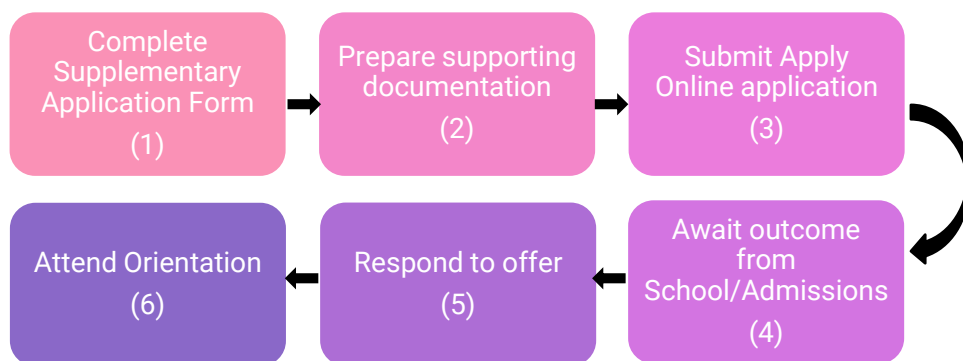 Complete
Supplementary
Application Form
(1)
Prepare supporting
documentation
(2)
Submit Apply
Online application
(3)
Await outcome
from
School/Admissions
(4)
Respond to offer
(5)
Attend Orientation
(6)